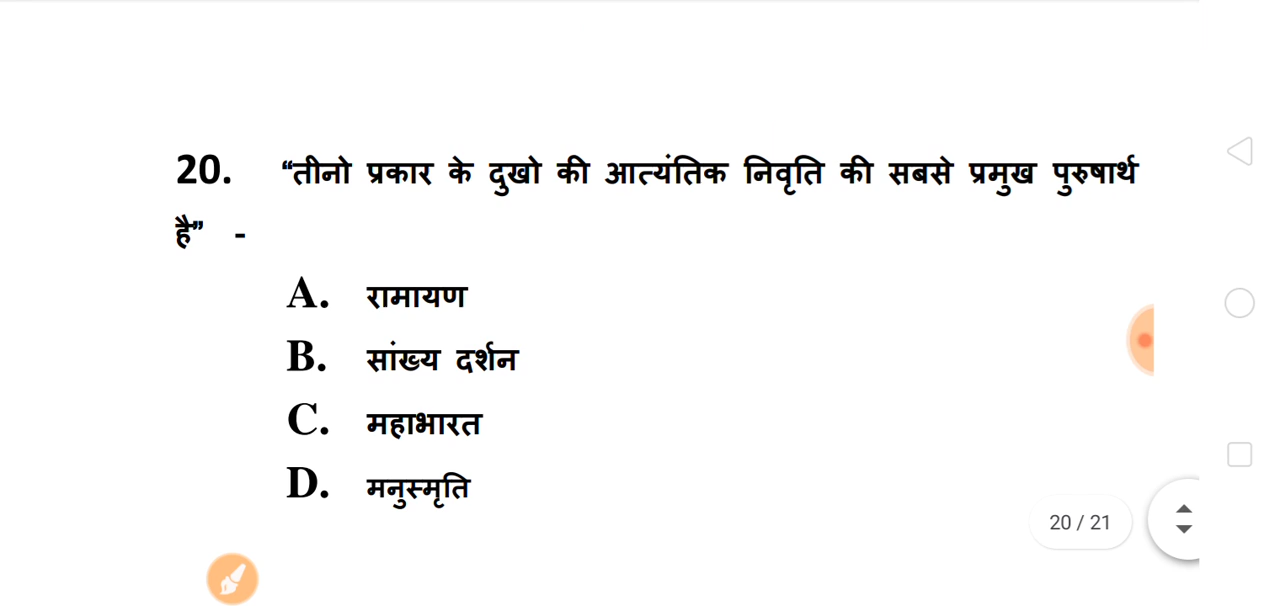 20. “तीनो प्रकार के दुखो की आत्यंतिक निवृति की सबसे प्रमुख पुरुषार्थ
है” -
A. रामायण
B. सांख्य दर्शन
C. महाभारत
D. मनुस्मृति
20 / 21